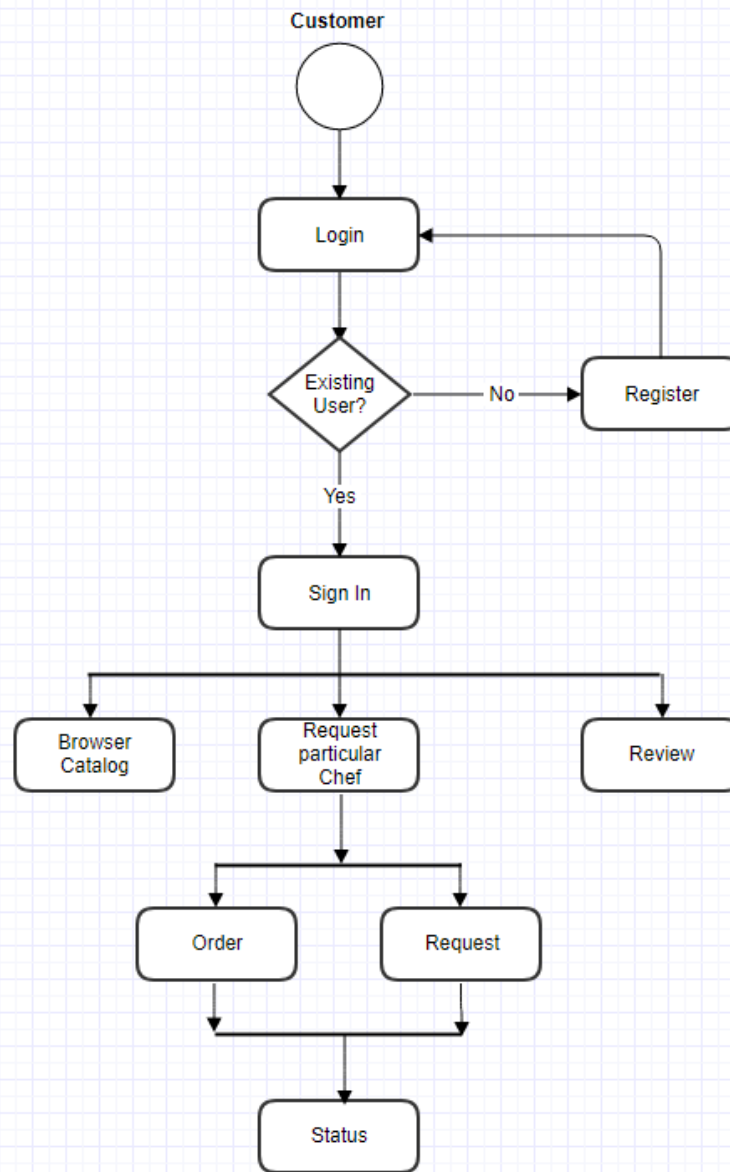 Customer
Login
Existing
User?
No
Register
Yes
Sign In
Browser
Catalog
Request
particular
Chef
Review
Order
Request
Status